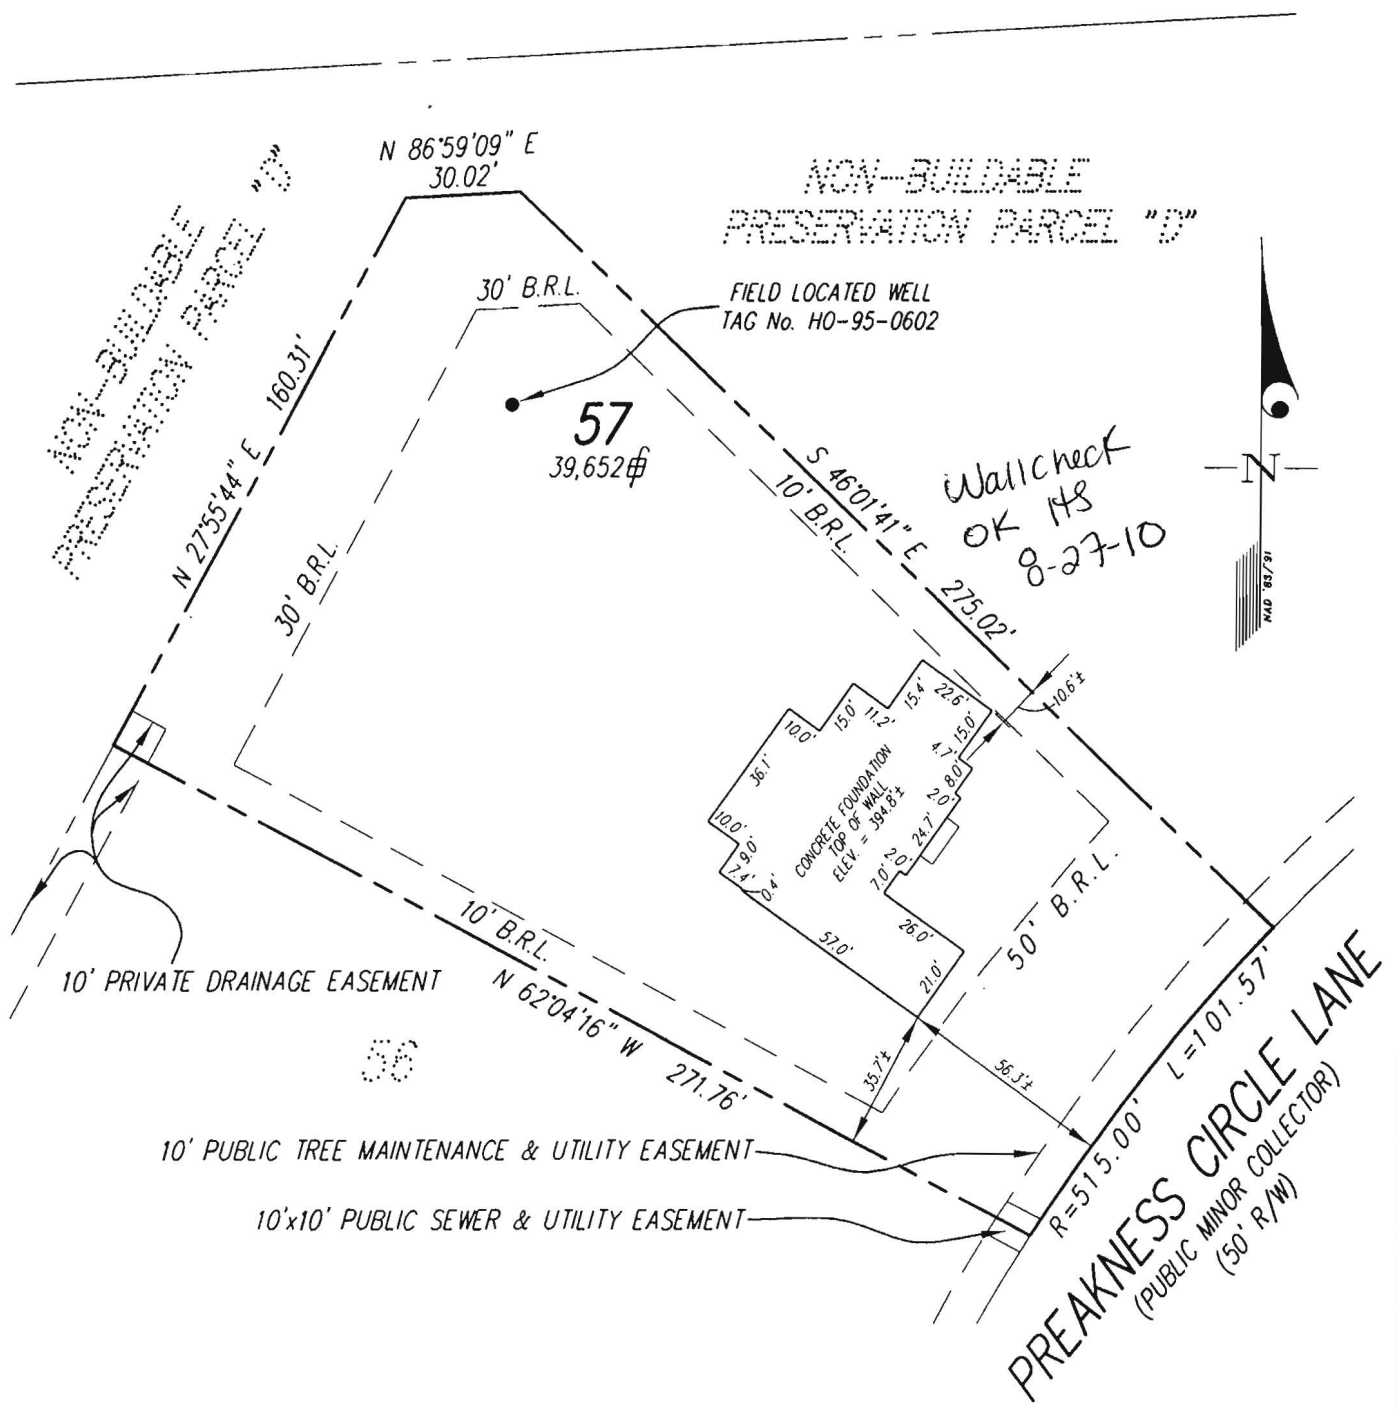 N 86°59'09" E
30.02'
NON-BUILDABLE
PRESERVATION PARCEL "D"
NON-BUILDABLE
PRESERVATION PARCEL "D"
30' B.R.L.
FIELD LOCATED WELL
TAG No. HO-95-0602
N 27°55'44" E 160.31'
57
39,652
S 46°01'41" E 275.02'
10' B.R.L.
Wallcheck
OK HS
8-27-10
N
NAD '83/'91
30' B.R.L.
10.6'±
22.6'
15.4'
11.2'
15.0'
10.0'
36.1'
10.0'
9.0'
7.4'
0.4'
57.0'
21.0'
26.0'
7.0'
2.0'
24.7'
2.0'
8.0'
4.7'
15.0'
CONCRETE FOUNDATION
TOP OF WALL
ELEV. = 394.8'±
50' B.R.L.
10' B.R.L.
N 62°04'16" W 271.76'
10' PRIVATE DRAINAGE EASEMENT
56
35.7'±
56.3'±
10' PUBLIC TREE MAINTENANCE & UTILITY EASEMENT
10'x10' PUBLIC SEWER & UTILITY EASEMENT
R=515.00' L=101.57'
PREAKNESS CIRCLE LANE
(PUBLIC MINOR COLLECTOR)
(50' R/W)